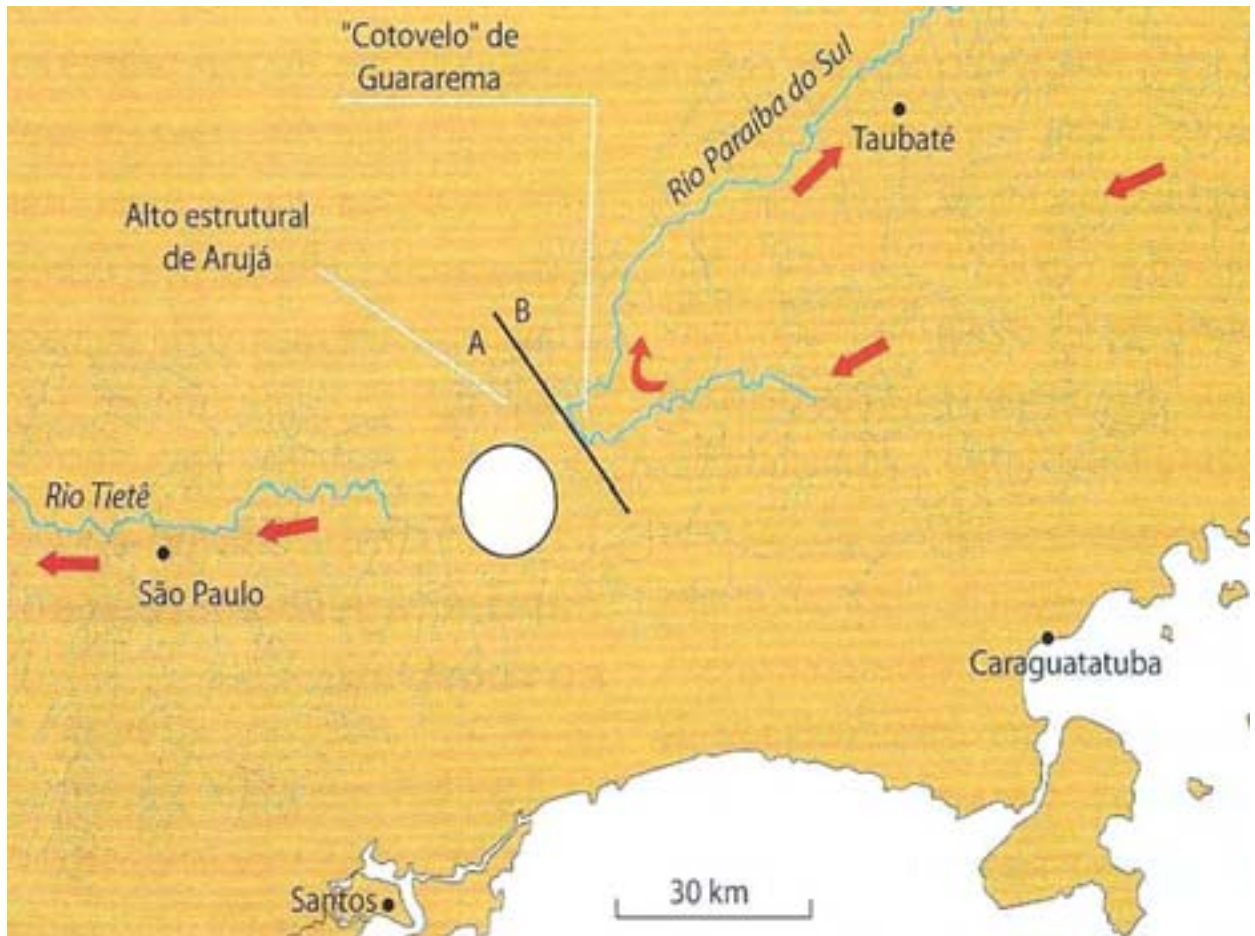 "Cotovelo" de
Guararema
Rio Paraíba do Sul
Taubaté
Alto estrutural
de Arujá
B
A
Rio Tietê
São Paulo
Caraguatatuba
Santos
30 km